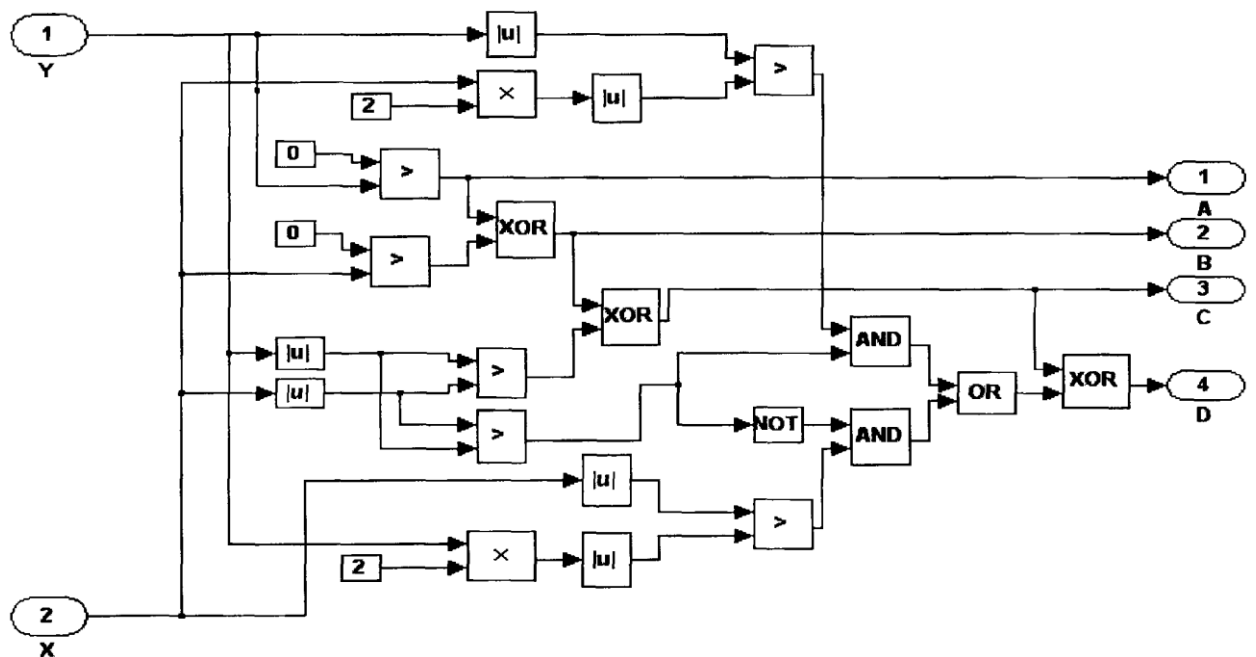 1
Y
|u|
×
2
|u|
>
0
>
1
A
XOR
0
>
2
B
XOR
3
C
|u|
|u|
>
>
AND
NOT
AND
OR
XOR
4
D
|u|
>
×
2
|u|
2
X